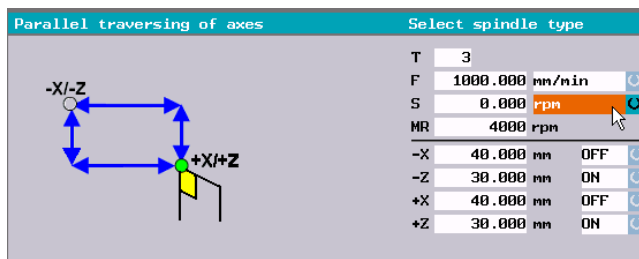 Parallel traversing of axes
Select spindle type
-X/-Z
+X/+Z
T 3
F 1000.000 mm/min
S 0.000 rpm
MR 4000 rpm
-X 40.000 mm OFF
-Z 30.000 mm ON
+X 40.000 mm OFF
+Z 30.000 mm ON